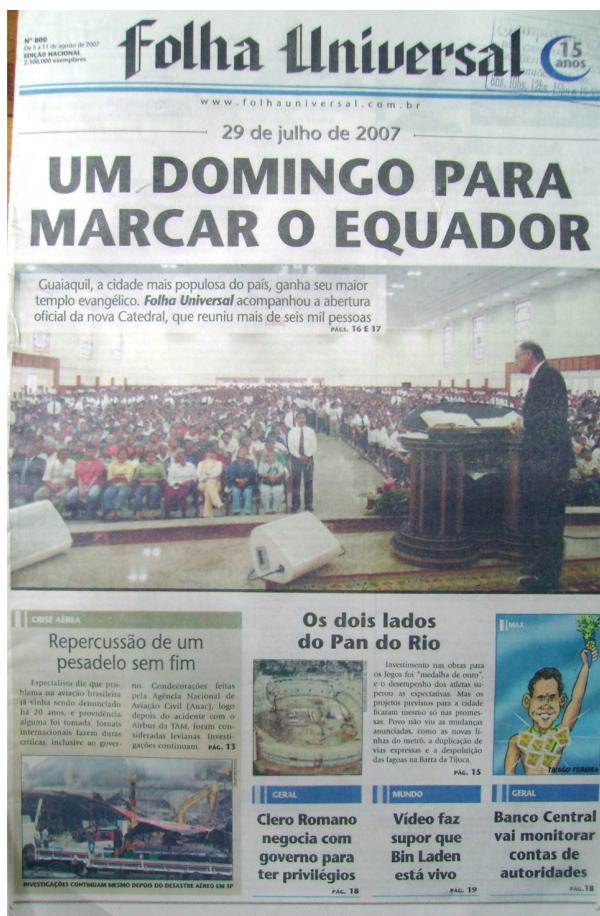 Nº 800
De 5 a 11 de agosto de 2007
EDIÇÃO NACIONAL
2.308.000 exemplares
Folha Universal
15
anos
8hs, 10hs, 12hs, 15hs
www.folhauniversal.com.br
29 de julho de 2007
UM DOMINGO PARA
MARCAR O EQUADOR
Guaiaquil, a cidade mais populosa do país, ganha seu maior
templo evangélico. Folha Universal acompanhou a abertura
oficial da nova Catedral, que reuniu mais de seis mil pessoas
PÁGS. 16 E 17
CRISE AÉREA
Repercussão de um
pesadelo sem fim
Especialista diz que pro-
blema na aviação brasileira
já vinha sendo denunciado
há 20 anos, e providência
alguma foi tomada. Jornais
internacionais fazem duras
críticas, inclusive ao gover-
no. Condecorações feitas
pela Agência Nacional de
Aviação Civil (Anac), logo
depois do acidente com o
Airbus da TAM, foram con-
sideradas levianas. Investi-
gações continuam. PÁG. 13
INVESTIGAÇÕES CONTINUAM MESMO DEPOIS DO DESASTRE AÉREO EM SP
Os dois lados
do Pan do Rio
Investimento nas obras para
os Jogos foi "medalha de ouro",
e o desempenho dos atletas su-
perou as expectativas. Mas os
projetos previstos para a cidade
ficaram mesmo só nas promes-
sas. Povo não viu as mudanças
anunciadas, como as novas li-
nhas do metrô, a duplicação de
vias expressas e a despoluição
das lagoas na Barra da Tijuca.
PÁG. 15
MAX
TIAGO PEREIRA
GERAL
Clero Romano
negocia com
governo para
ter privilégios
PÁG. 18
MUNDO
Vídeo faz
supor que
Bin Laden
está vivo
PÁG. 19
GERAL
Banco Central
vai monitorar
contas de
autoridades
PÁG.18